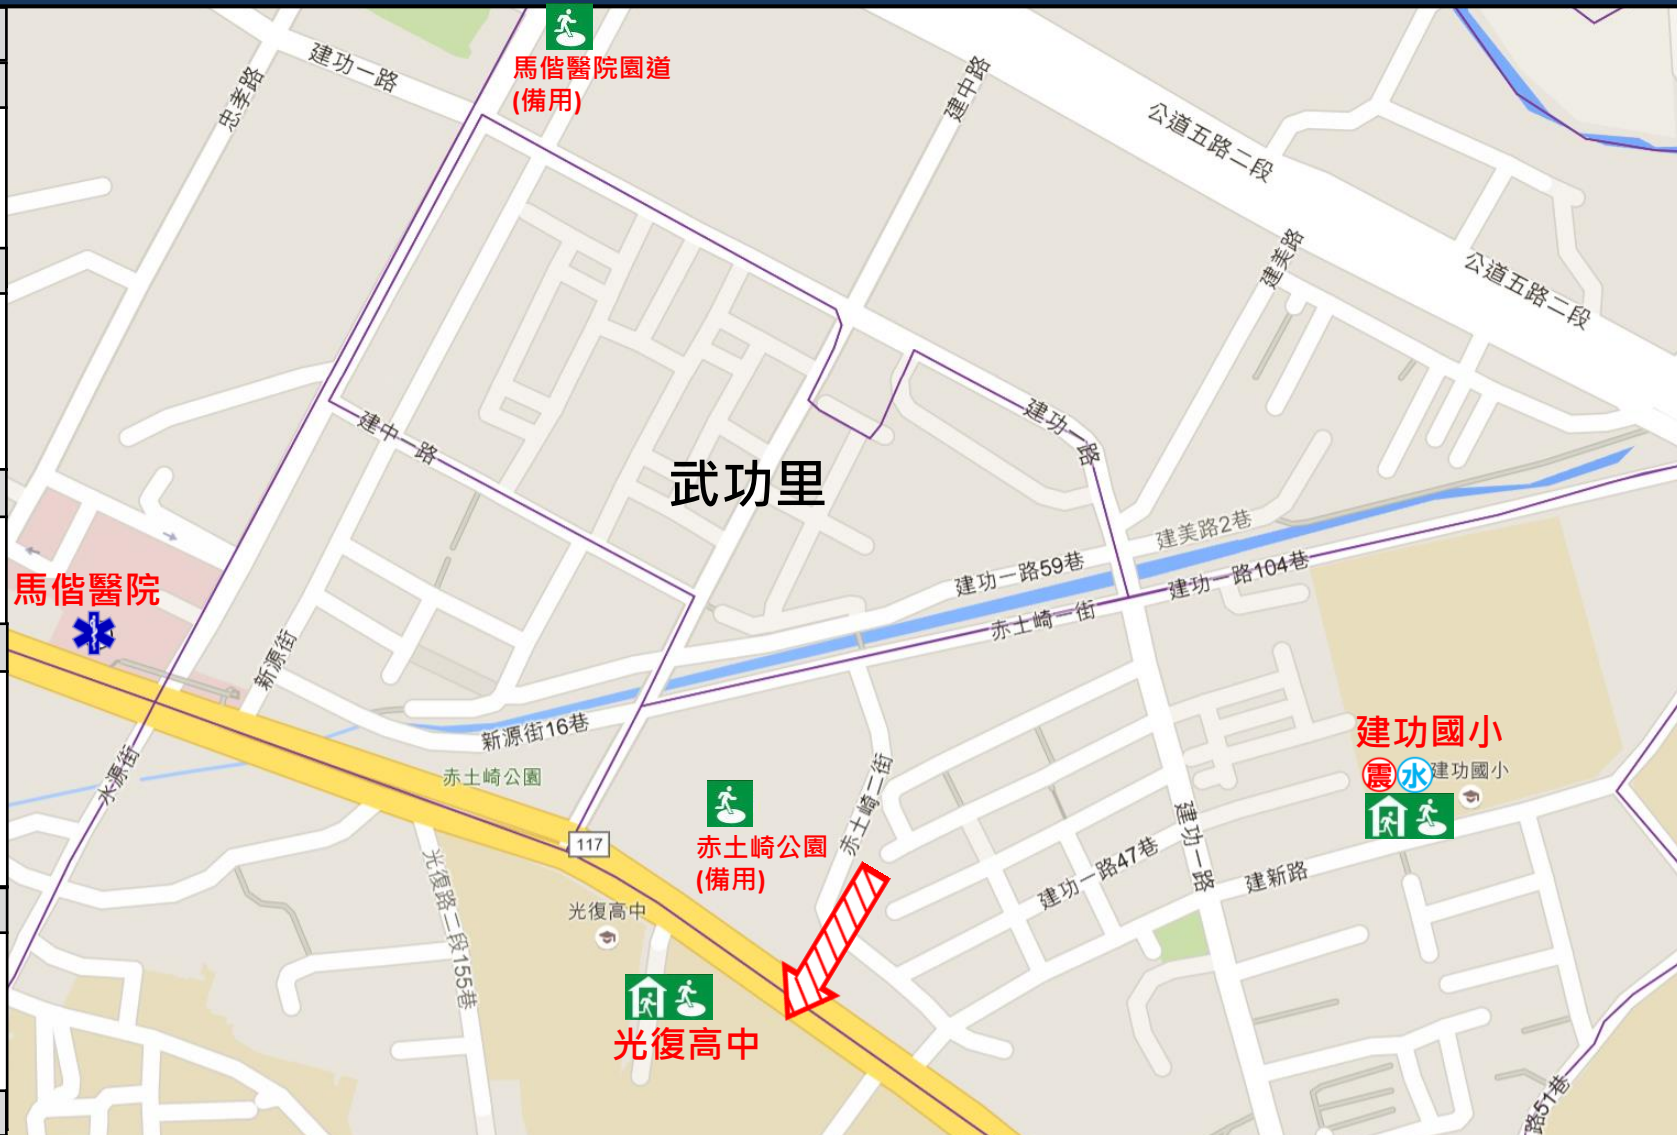 馬偕醫院園道
(備用)
建功一路
忠孝路
建中路
公道五路二段
建美路
公道五路二段
建中一路
建功一路
武功里
建美路2巷
建功一路59巷
建功一路104巷
馬偕醫院
赤土崎一街
新源街
新源街16巷
建功國小
震 水 建功國小
赤土崎公園
水源街
赤土崎二街
117
赤土崎公園
(備用)
建功一路
建功一路47巷
建新路
光復路二段155巷
光復高中
光復高中
路51巷